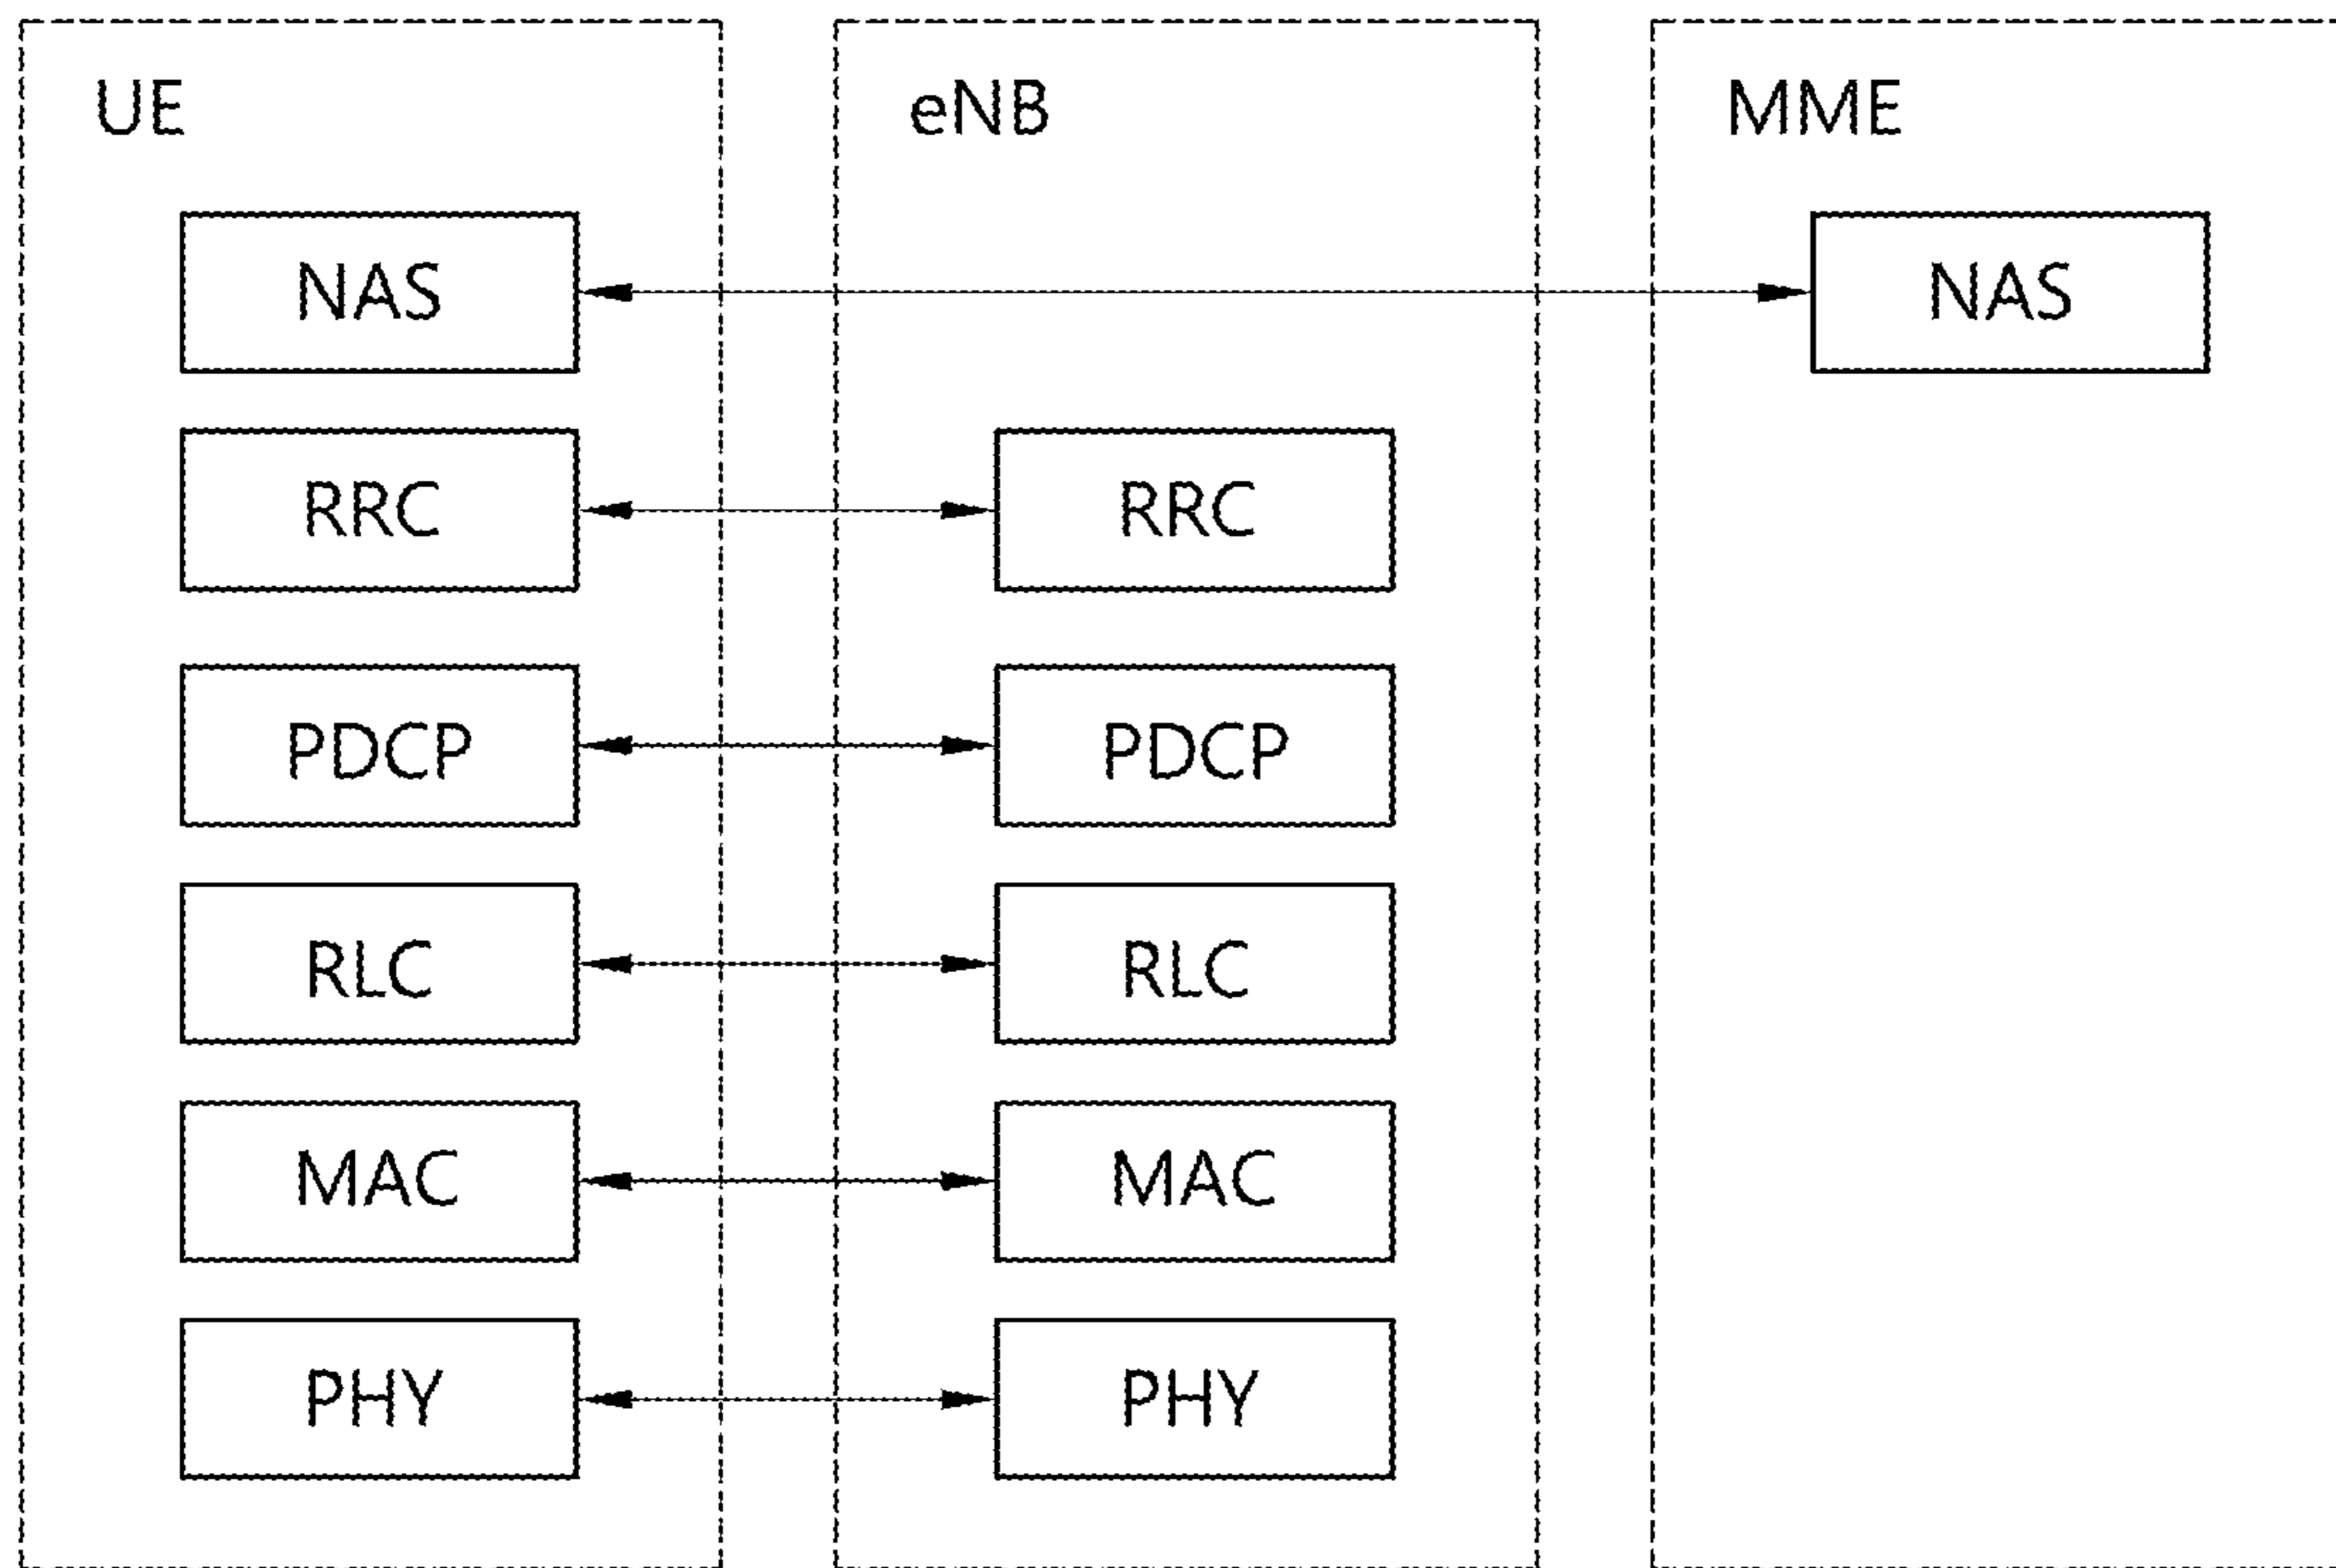 UE
eNB
MME
NAS
NAS
RRC
RRC
PDCP
PDCP
RLC
RLC
MAC
MAC
PHY
PHY